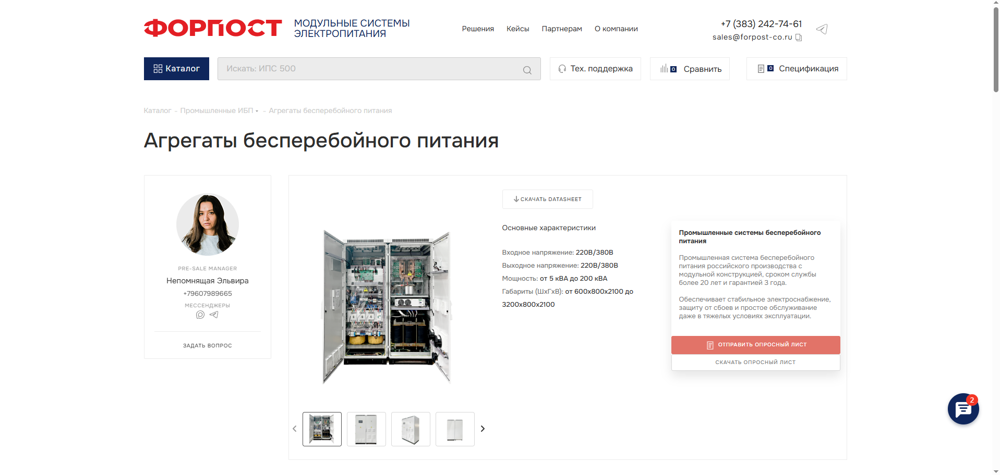 ФОРПОСТ
МОДУЛЬНЫЕ СИСТЕМЫ
ЭЛЕКТРОПИТАНИЯ
Решения
Кейсы
Партнерам
О компании
+7 (383) 242-74-61
sales@forpost-co.ru
Каталог
Искать: ИПС 500
Тех. поддержка
0
Сравнить
0
Спецификация
Каталог - Промышленные ИБП - Агрегаты бесперебойного питания
Агрегаты бесперебойного питания
PRE-SALE MANAGER
Непомнящая Эльвира
+79607989665
МЕССЕНДЖЕРЫ
ЗАДАТЬ ВОПРОС
СКАЧАТЬ DATASHEET
Основные характеристики
Входное напряжение: 220В/380В
Выходное напряжение: 220В/380В
Мощность: от 5 кВА до 200 кВА
Габариты (ШхГхВ): от 600х800х2100 до
3200х800х2100
Промышленные системы бесперебойного
питания
Промышленная система бесперебойного
питания российского производства с
модульной конструкцией, сроком службы
более 20 лет и гарантией 3 года.
Обеспечивает стабильное электроснабжение,
защиту от сбоев и простое обслуживание
даже в тяжелых условиях эксплуатации.
ОТПРАВИТЬ ОПРОСНЫЙ ЛИСТ
СКАЧАТЬ ОПРОСНЫЙ ЛИСТ
2